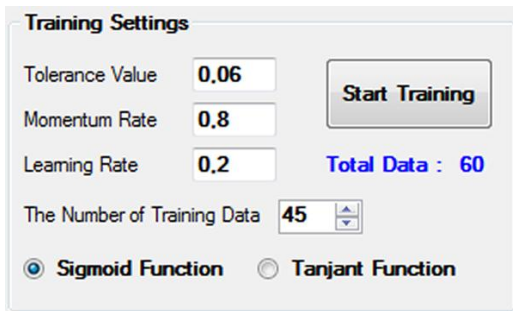 Training Settings
Tolerance Value 0,06
Momentum Rate 0,8
Start Training
Learning Rate 0,2
Total Data : 60
The Number of Training Data 45
Sigmoid Function Tanjant Function